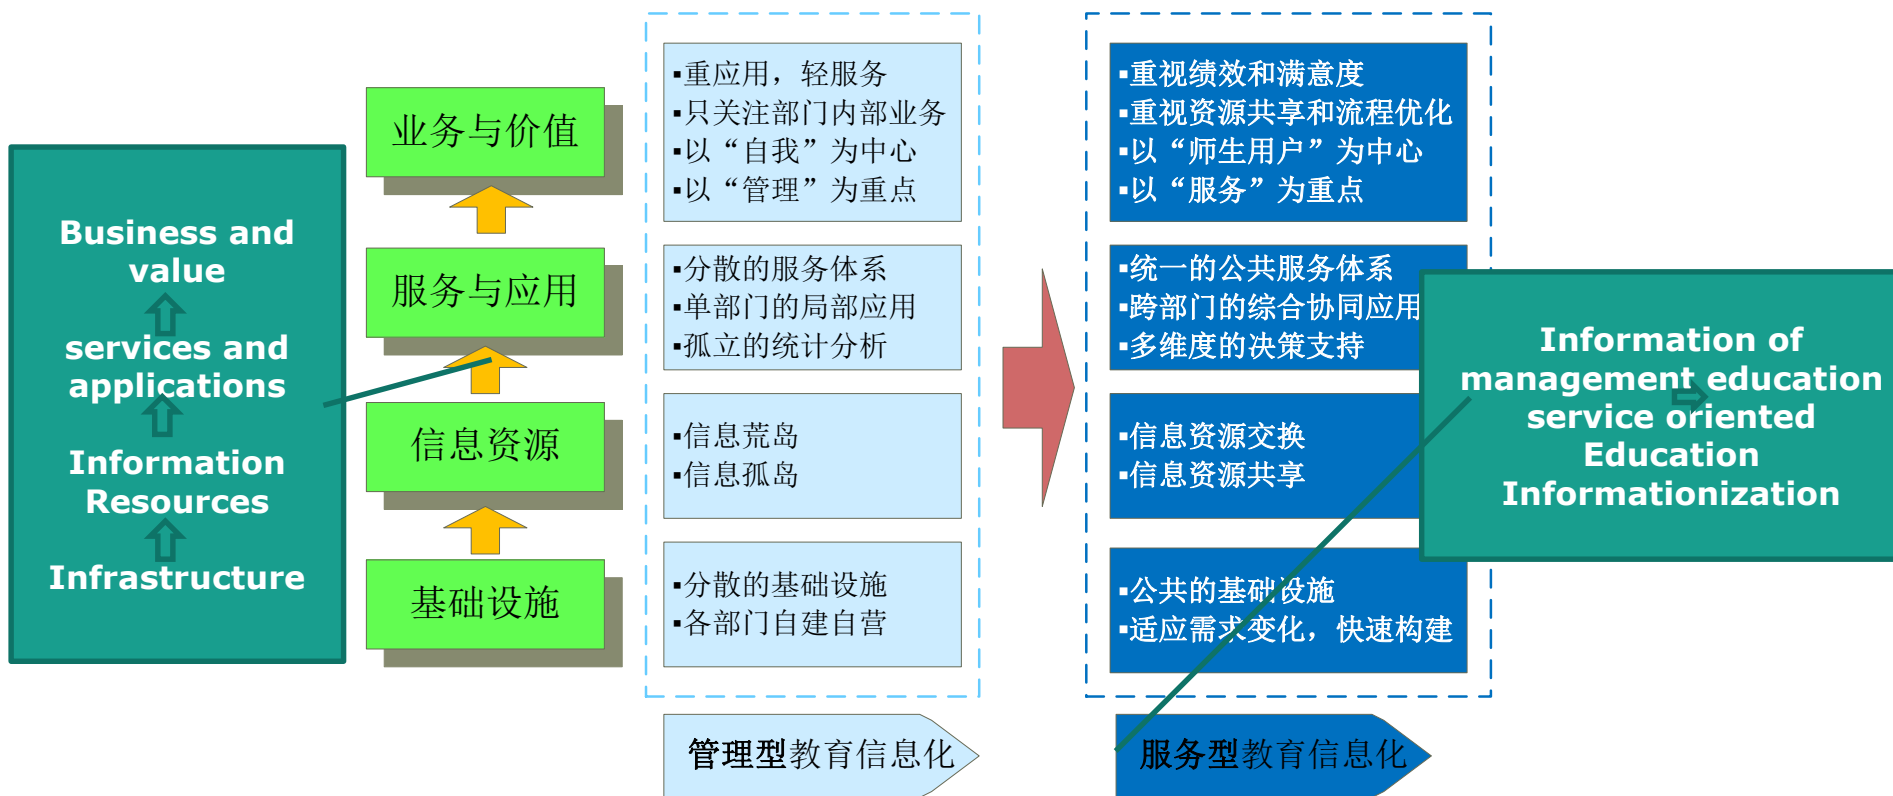 Business and
value
services and
applications
Information
Resources
Infrastructure
业务与价值
服务与应用
信息资源
基础设施
▪重应用，轻服务
▪只关注部门内部业务
▪以“自我”为中心
▪以“管理”为重点
▪分散的服务体系
▪单部门的局部应用
▪孤立的统计分析
▪信息荒岛
▪信息孤岛
▪分散的基础设施
▪各部门自建自营
管理型教育信息化
▪重视绩效和满意度
▪重视资源共享和流程优化
▪以“师生用户”为中心
▪以“服务”为重点
▪统一的公共服务体系
▪跨部门的综合协同应用
▪多维度的决策支持
▪信息资源交换
▪信息资源共享
▪公共的基础设施
▪适应需求变化，快速构建
服务型教育信息化
Information of
management education
service oriented
Education
Informationization